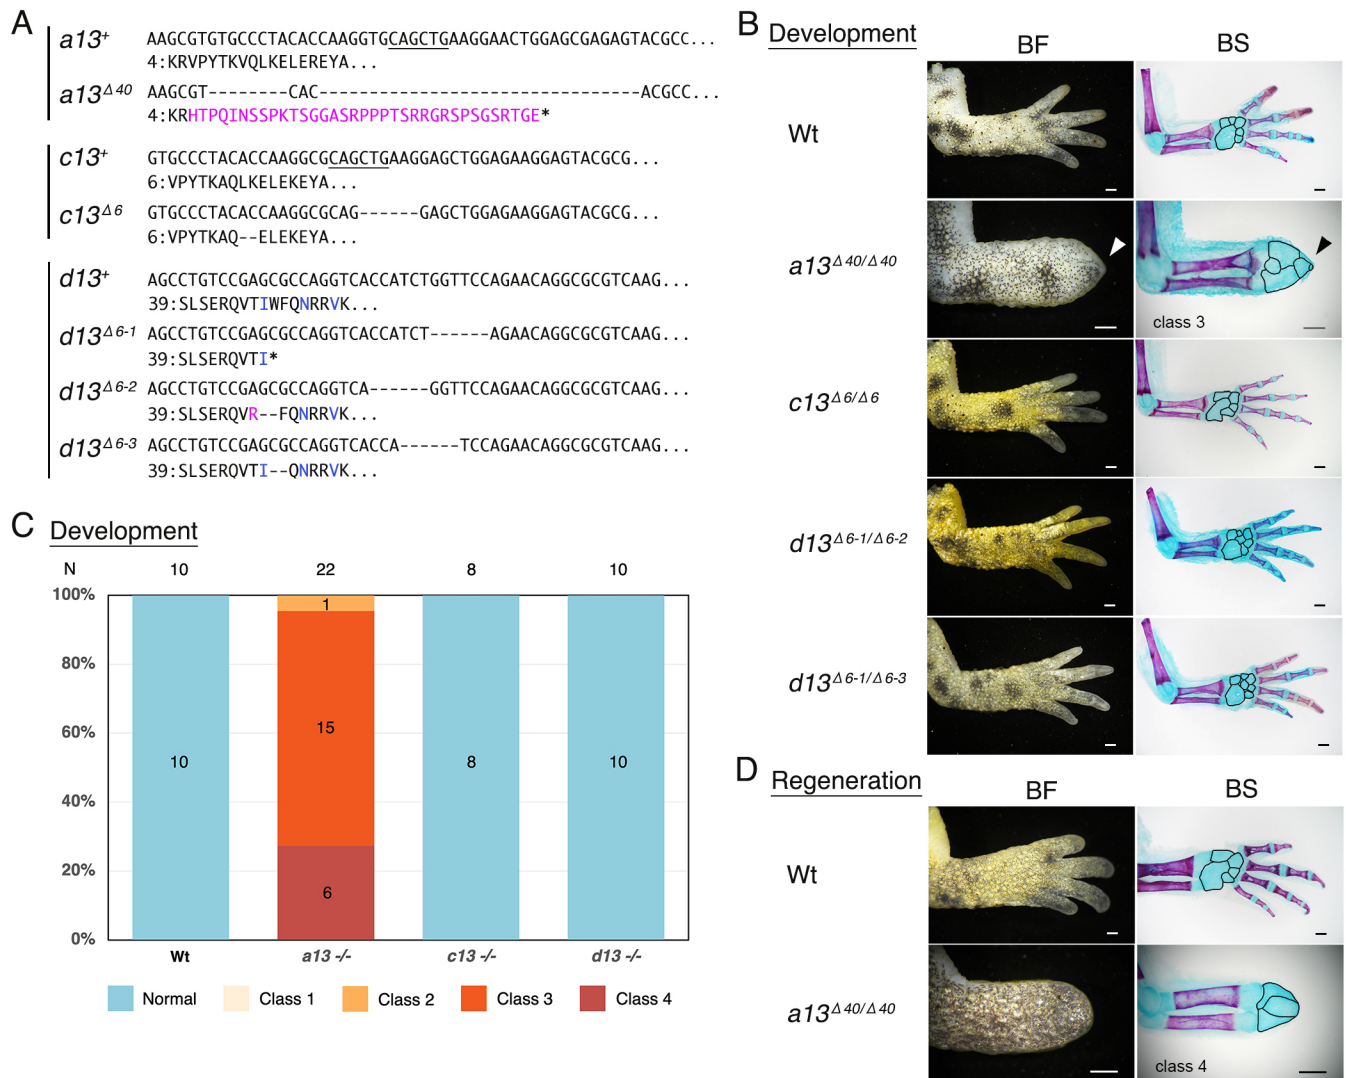 A
a13+
AAGCGTGTGCCCTACACCAAGGTGCAGCTGAAGGAACTGGAGCGAGAGTACGCC...
4:KRVPYTKVQLKELEREYA...
a13Δ40
AAGCGT--------CAC--------------------------------ACGCC...
4:KRHTPQINSSPKTSGGASRPPPTSRRGRSPSGSRTGE*
c13+
GTGCCCTACACCAAGGCGCAGCTGAAGGAGCTGGAGAAGGAGTACGCG...
6:VPYTKAQLKELEKEYA...
c13Δ6
GTGCCCTACACCAAGGCGCAG------GAGCTGGAGAAGGAGTACGCG...
6:VPYTKAQ--ELEKEYA...
d13+
AGCCTGTCCGAGCGCCAGGTCACCATCTGGTTCCAGAACAGGCGCGTCAAG...
39:SLSERQVTIWFQNRRVK...
d13Δ6-1
AGCCTGTCCGAGCGCCAGGTCACCATCT------AGAACAGGCGCGTCAAG...
39:SLSERQVTI*
d13Δ6-2
AGCCTGTCCGAGCGCCAGGTCA------GGTTCCAGAACAGGCGCGTCAAG...
39:SLSERQVR--FQNRRVK...
d13Δ6-3
AGCCTGTCCGAGCGCCAGGTCACCA------TCCAGAACAGGCGCGTCAAG...
39:SLSERQVTI--QNRRVK...
B
Development
BF BS
Wt
a13Δ40/Δ40
class 3
c13Δ6/Δ6
d13Δ6-1/Δ6-2
d13Δ6-1/Δ6-3
C
Development
N 10 22 8 10
100%
80%
60%
40%
20%
0%
10
1
15
6
8
10
Wt a13 -/- c13 -/- d13 -/-
Normal Class 1 Class 2 Class 3 Class 4
D
Regeneration
BF BS
Wt
a13Δ40/Δ40
class 4